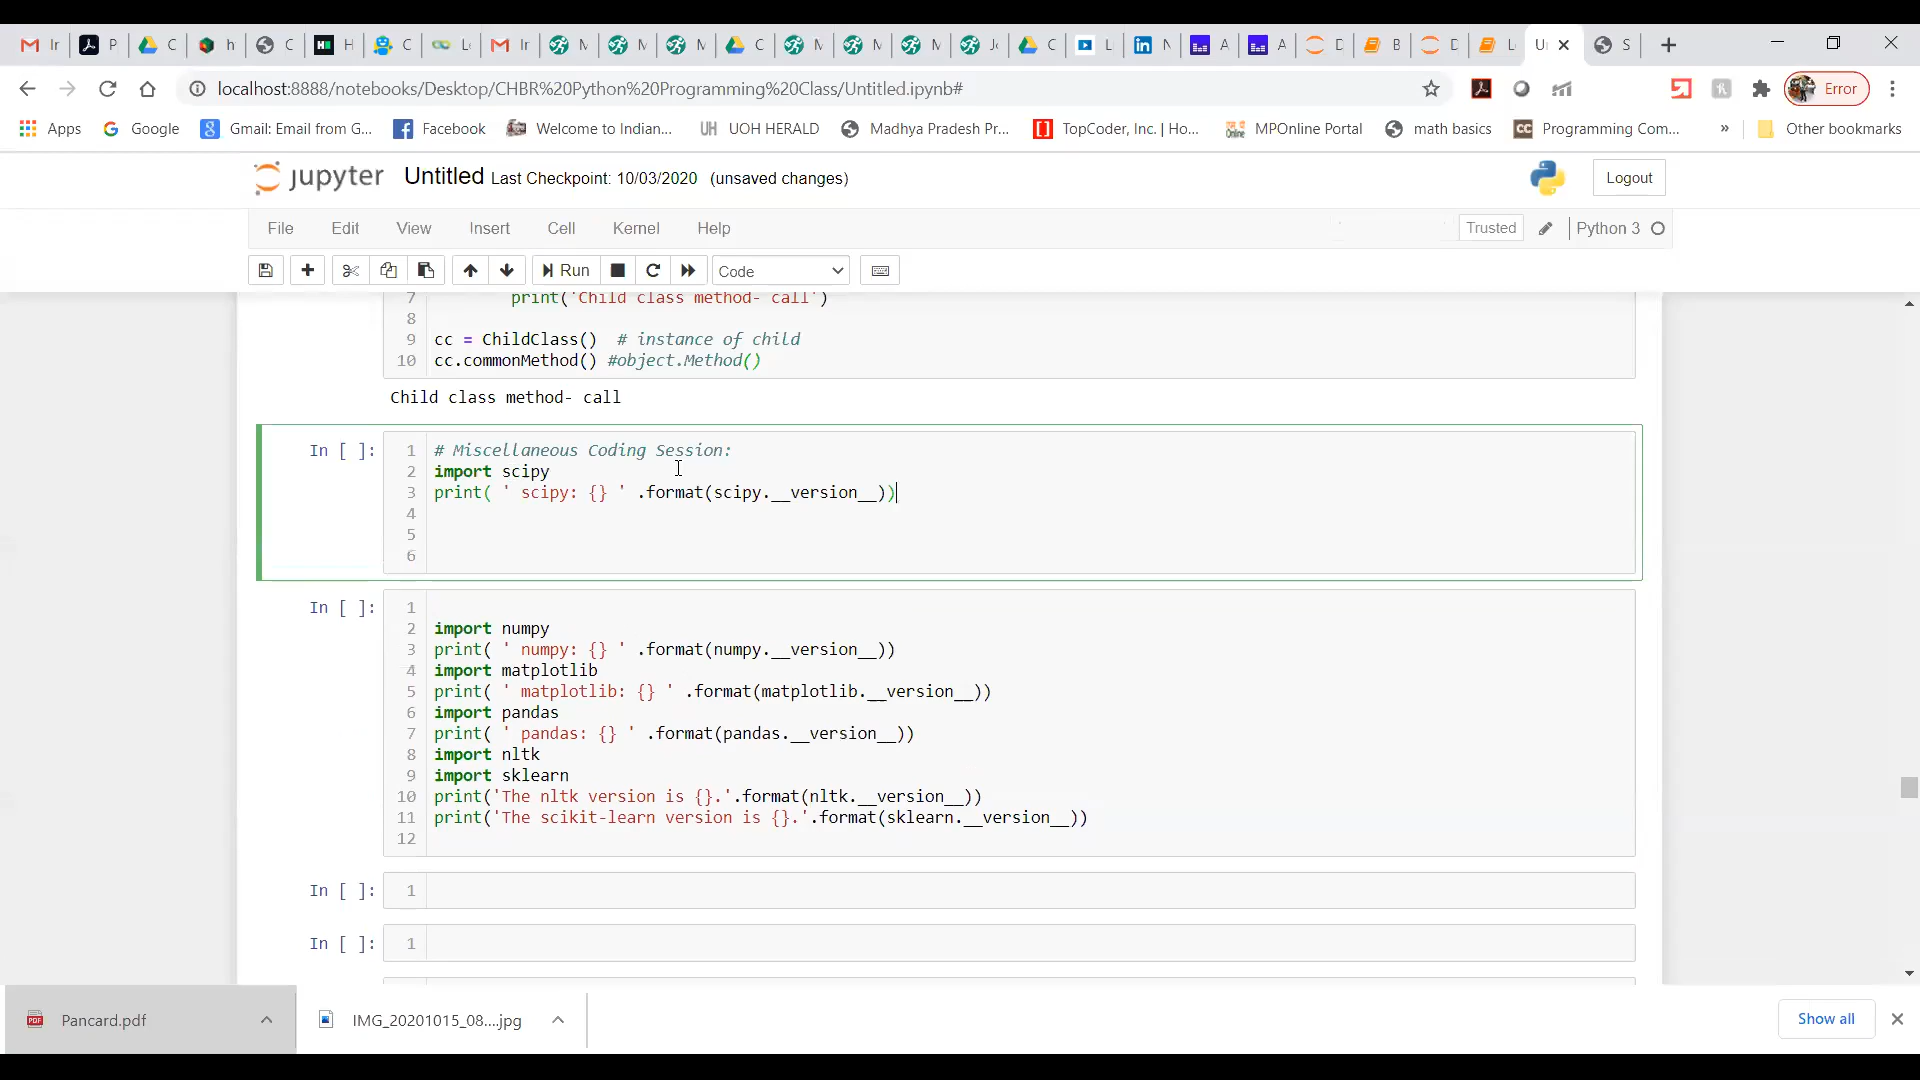 Ir P C h C H C Lo Ir M M M C M M M Jo C L N A A D B D Lo Un S
localhost:8888/notebooks/Desktop/CHBR%20Python%20Programming%20Class/Untitled.ipynb#
Error
Apps Google Gmail: Email from G... Facebook Welcome to Indian... UH UOH HERALD Madhya Pradesh Pr... TopCoder, Inc. | Ho... MPOnline Portal math basics CC Programming Com... » Other bookmarks
jupyter Untitled Last Checkpoint: 10/03/2020 (unsaved changes) Logout
File Edit View Insert Cell Kernel Help Trusted Python 3
Run Code
7 print('Child class method- call')
8
9 cc = ChildClass() # instance of child
10 cc.commonMethod() #object.Method()
Child class method- call
In [ ]: 1 # Miscellaneous Coding Session:
2 import scipy
3 print( ' scipy: {} ' .format(scipy.__version__))
4
5
6
In [ ]: 1
2 import numpy
3 print( ' numpy: {} ' .format(numpy.__version__))
4 import matplotlib
5 print( ' matplotlib: {} ' .format(matplotlib.__version__))
6 import pandas
7 print( ' pandas: {} ' .format(pandas.__version__))
8 import nltk
9 import sklearn
10 print('The nltk version is {}.'.format(nltk.__version__))
11 print('The scikit-learn version is {}.'.format(sklearn.__version__))
12
In [ ]: 1
In [ ]: 1
Pancard.pdf IMG_20201015_08....jpg Show all